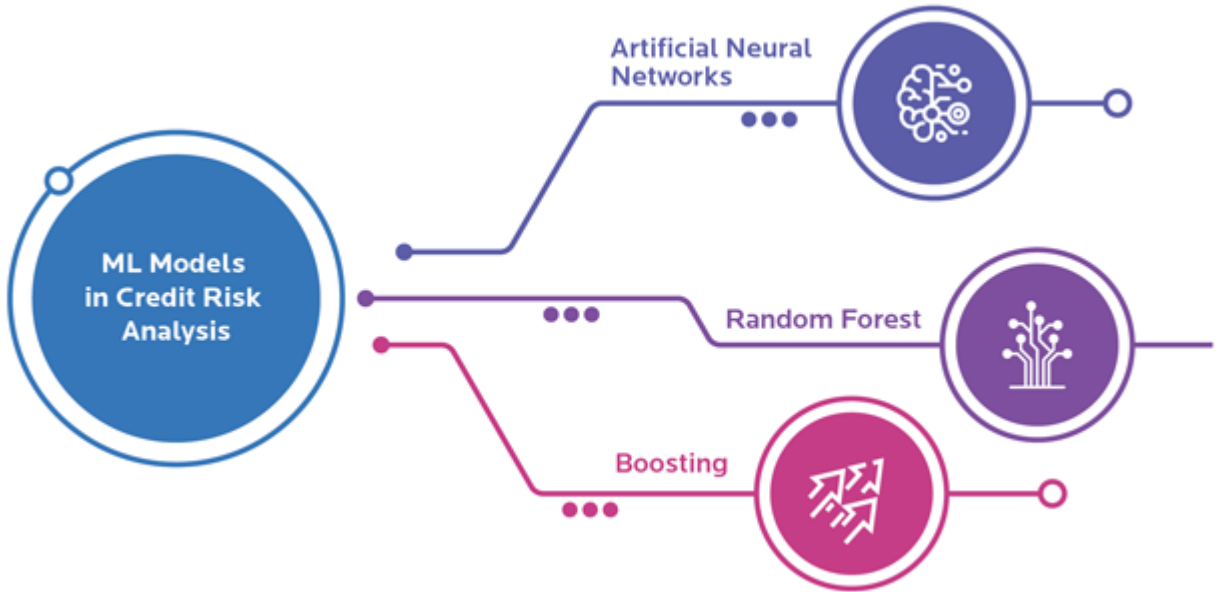 ML Models
in Credit Risk
Analysis
Artificial Neural
Networks
Random Forest
Boosting